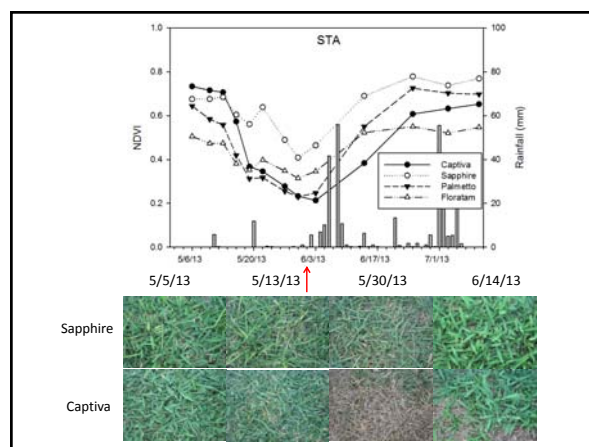 STA
1.0
0.8
0.6
0.4
0.2
0.0
NDVI
100
80
60
40
20
0
Rainfall (mm)
Captiva
Sapphire
Palmetto
Floratam
5/6/13
5/20/13
6/3/13
6/17/13
7/1/13
5/5/13 5/13/13 5/30/13 6/14/13
Sapphire
Captiva